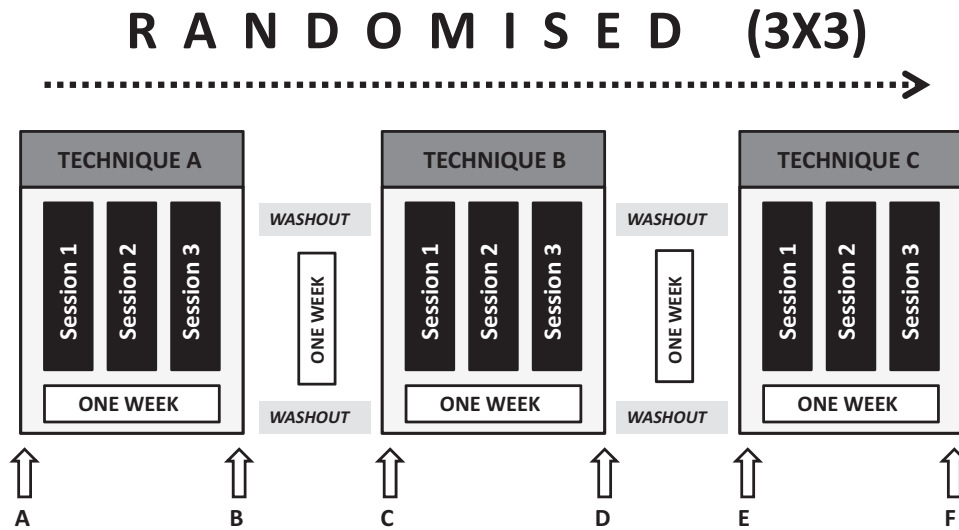 RANDOMISED (3X3)
TECHNIQUE A
Session 1
Session 2
Session 3
ONE WEEK
WASHOUT
ONE WEEK
WASHOUT
TECHNIQUE B
Session 1
Session 2
Session 3
ONE WEEK
WASHOUT
ONE WEEK
WASHOUT
TECHNIQUE C
Session 1
Session 2
Session 3
ONE WEEK
A
B
C
D
E
F